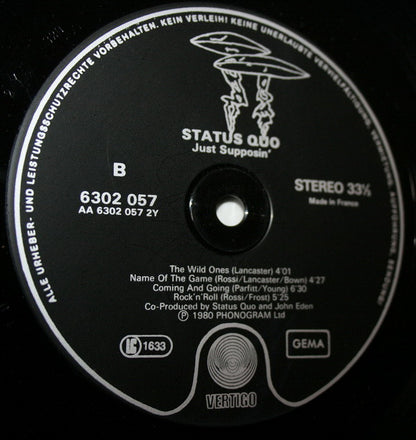 ALLE URHEBER- UND LEISTUNGSSCHUTZRECHTE VORBEHALTEN. KEIN VERLEIH! KEINE UNERLAUBTE VERVIELFÄLTIGUNG, VERMIETUNG, AUFFÜHRUNG, SENDUNG!
STATUS QUO
Just Supposin'
B
6302 057
AA 6302 057 2Y
STEREO 33⅓
Made in France
The Wild Ones (Lancaster) 4'01
Name Of The Game (Rossi/Lancaster/Bown) 4'27
Coming And Going (Parfitt/Young) 6'30
Rock'n'Roll (Rossi/Frost) 5'25
Co-Produced by Status Quo and John Eden
Ⓟ 1980 PHONOGRAM Ltd
LC 1633
GEMA
VERTIGO